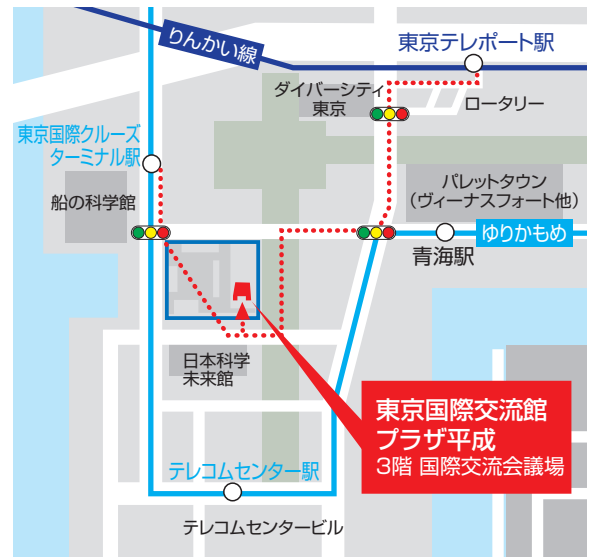 りんかい線
東京テレポート駅
ダイバーシティ
東京
ロータリー
東京国際クルーズ
ターミナル駅
船の科学館
パレットタウン
（ヴィーナスフォート他）
ゆりかもめ
青海駅
日本科学
未来館
東京国際交流館
プラザ平成
3階 国際交流会議場
テレコムセンター駅
テレコムセンタービル